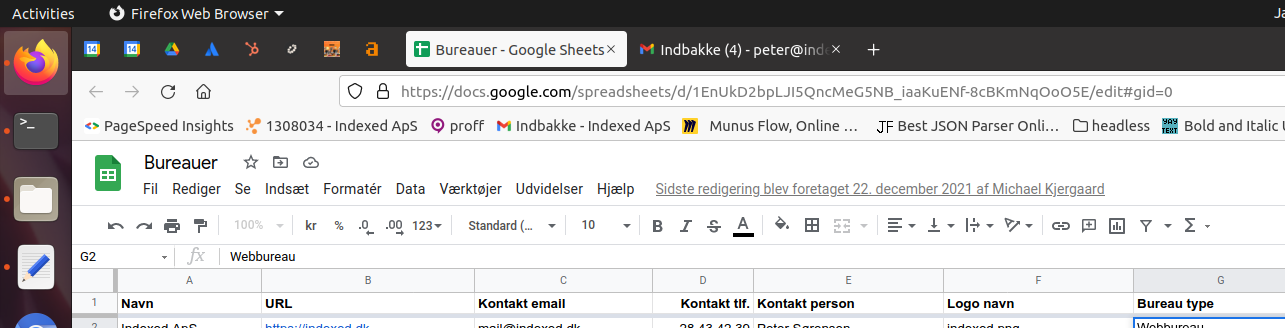 Activities Firefox Web Browser Ja
14 14 a Bureauer - Google Sheets × Indbakke (4) - peter@ind × +
https://docs.google.com/spreadsheets/d/1EnUkD2bpLJI5QncMeG5NB_iaaKuENf-8cBKmNqOoO5E/edit#gid=0
<> PageSpeed Insights 1308034 - Indexed ApS proff Indbakke - Indexed ApS Munus Flow, Online ... JF Best JSON Parser Onli... headless YAY TEXT Bold and Italic
Bureauer
Fil Rediger Se Indsæt Formatér Data Værktøjer Udvidelser Hjælp Sidste redigering blev foretaget 22. december 2021 af Michael Kjergaard
100% kr % .0 .00 123 Standard (... 10 B I S A Σ
G2 fx Webbureau
A B C D E F G
1 Navn URL Kontakt email Kontakt tlf. Kontakt person Logo navn Bureau type
2 Indexed ApS https://indexed.dk mail@indexed.dk 28 43 42 30 Peter Sørensen indexed.png Webbureau